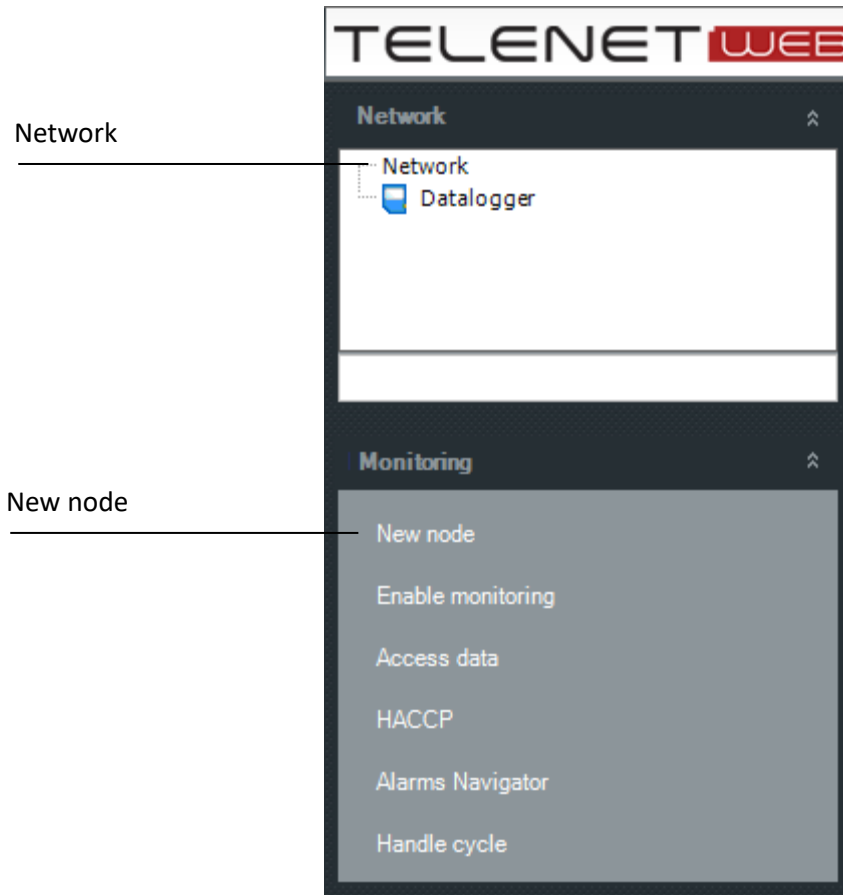 TELENET WEB
Network
Network
Network
Datalogger
Monitoring
New node
New node
Enable monitoring
Access data
HACCP
Alarms Navigator
Handle cycle